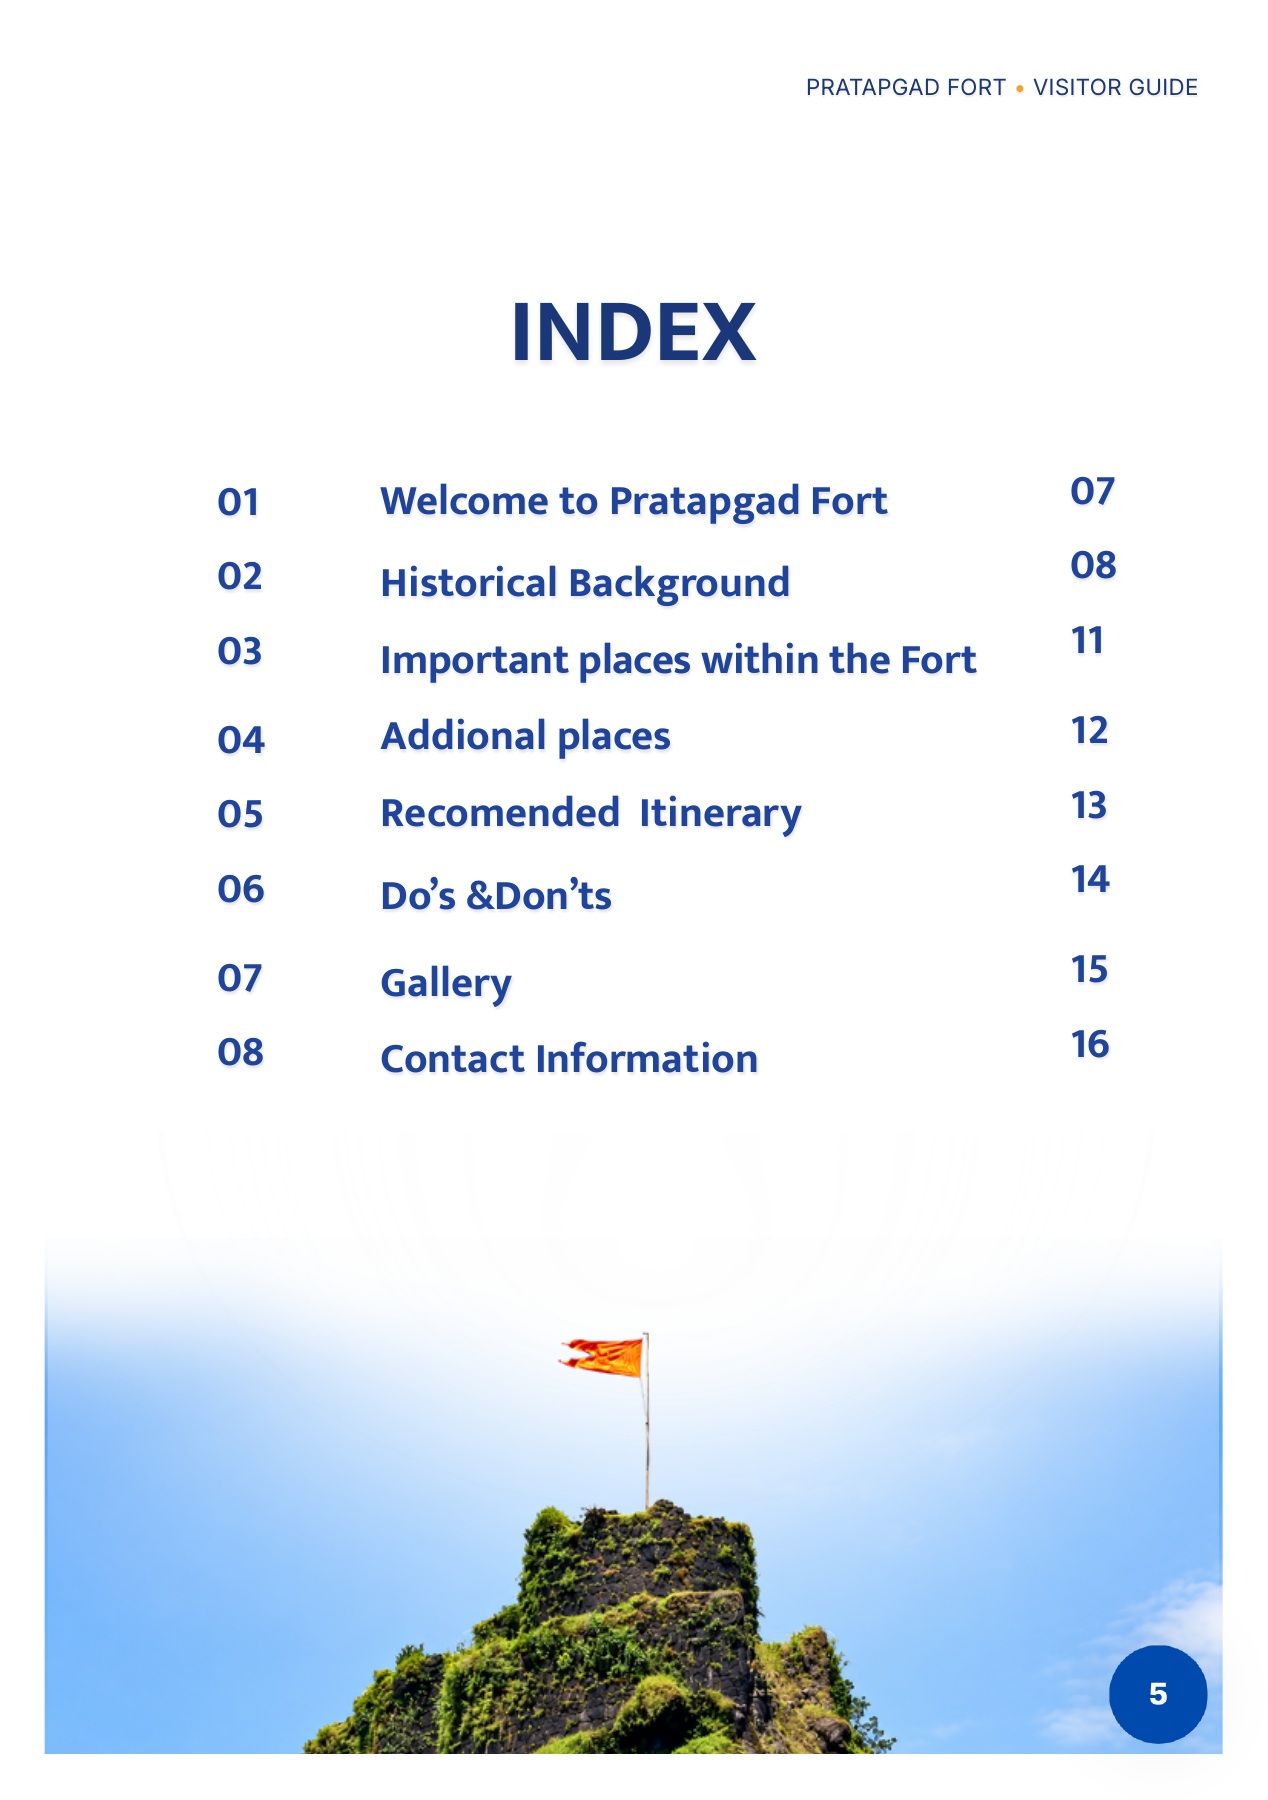 PRATAPGAD FORT • VISITOR GUIDE
INDEX
01 Welcome to Pratapgad Fort 07
02 Historical Background 08
03 Important places within the Fort 11
04 Addional places 12
05 Recomended  Itinerary 13
06 Do’s &Don’ts 14
07 Gallery 15
08 Contact Information 16
5